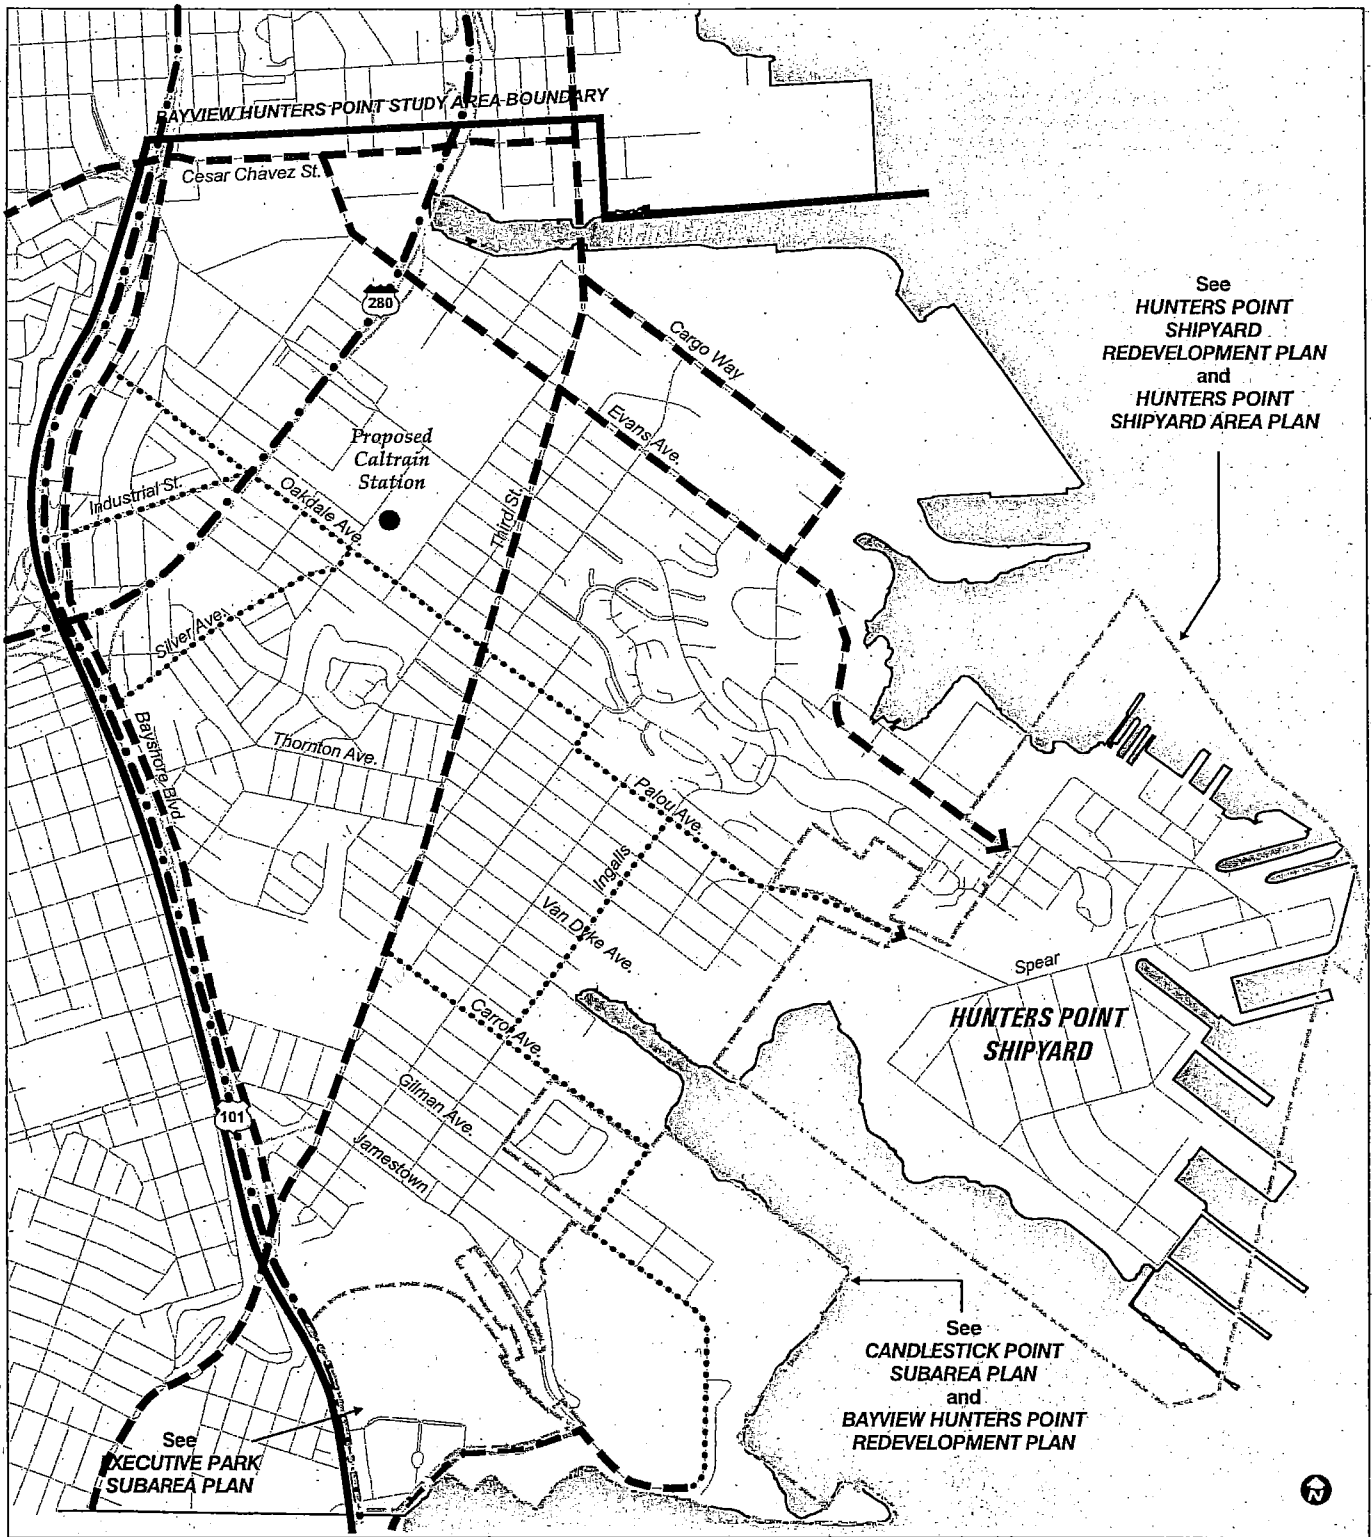 BAYVIEW HUNTERS POINT STUDY AREA BOUNDARY
Cesar Chavez St.
280
Cargo Way
See
HUNTERS POINT
SHIPYARD
REDEVELOPMENT PLAN
and
HUNTERS POINT
SHIPYARD AREA PLAN
Evans Ave.
Proposed
Caltrain
Station
Industrial St.
Oakdale Ave.
Third St.
Silver Ave.
Bayshore Blvd
Thornton Ave.
Palou Ave.
Ingalls
Van Dyke Ave.
Spear
HUNTERS POINT
SHIPYARD
Carrol Ave.
Gilman Ave.
101
Jamestown
See
CANDLESTICK POINT
SUBAREA PLAN
and
BAYVIEW HUNTERS POINT
REDEVELOPMENT PLAN
See
EXECUTIVE PARK
SUBAREA PLAN
N